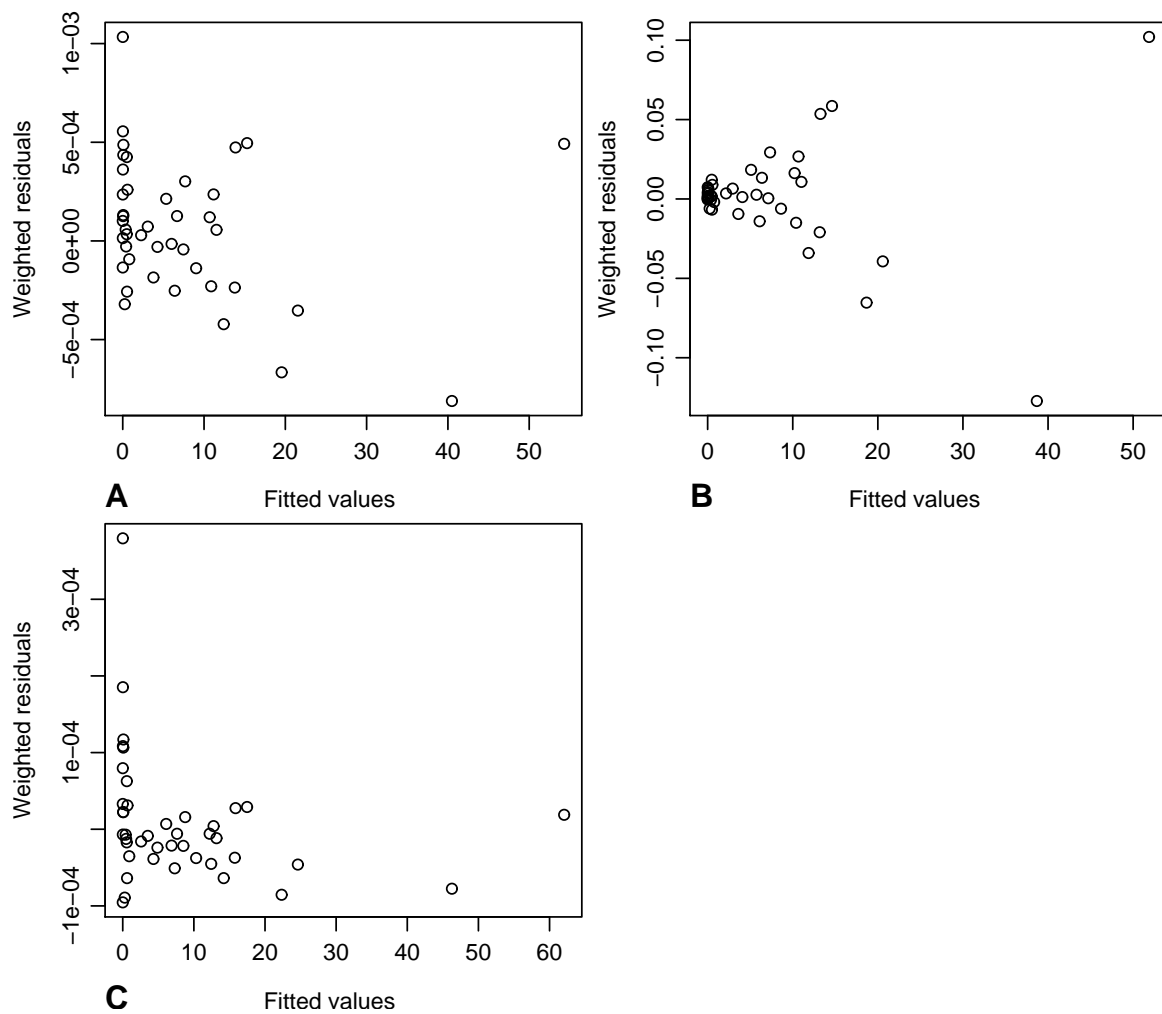 1e−03
5e−04
0e+00
−5e−04
Weighted residuals
0 10 20 30 40 50
A Fitted values
0.10
0.05
0.00
−0.05
−0.10
Weighted residuals
0 10 20 30 40 50
B Fitted values
3e−04
1e−04
−1e−04
Weighted residuals
0 10 20 30 40 50 60
C Fitted values